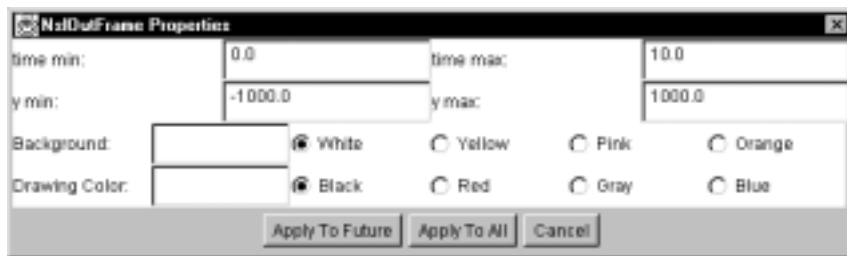 NslOutFrame Properties
time min: 0.0 time max: 10.0
y min: -1000.0 y max: 1000.0
Background: White Yellow Pink Orange
Drawing Color: Black Red Gray Blue
Apply To Future Apply To All Cancel